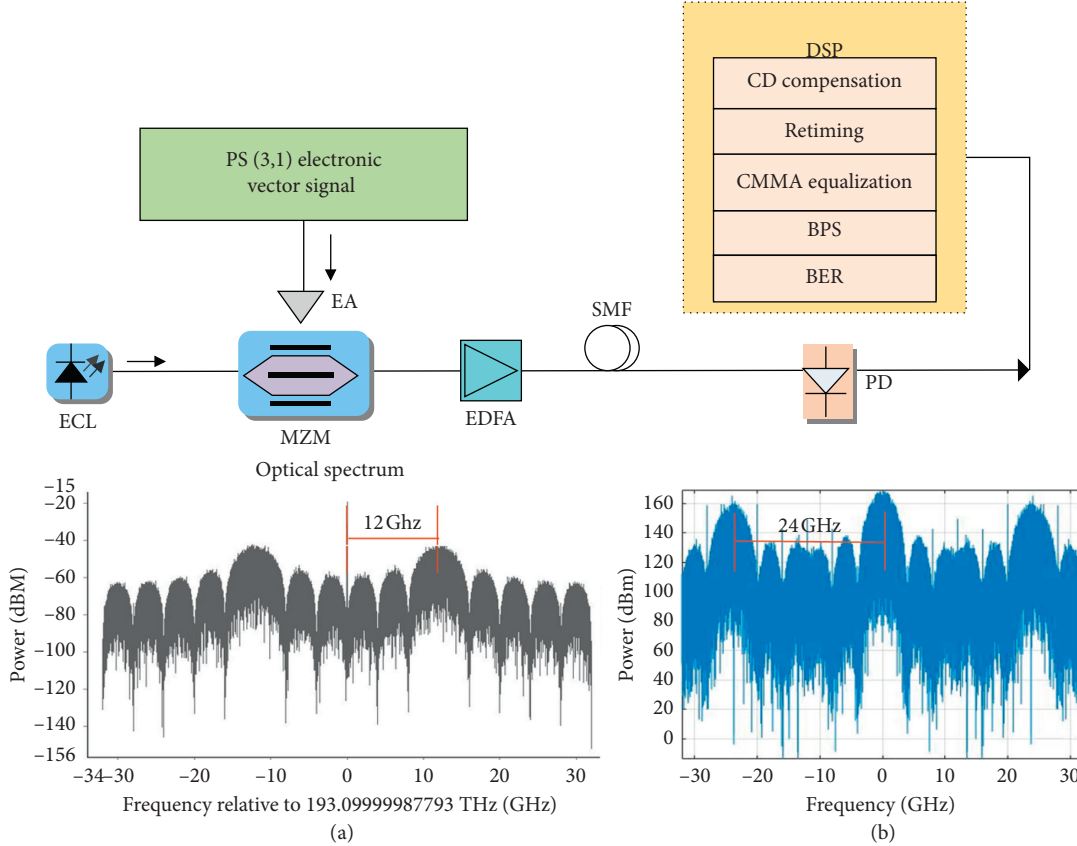 DSP
CD compensation
Retiming
CMMA equalization
BPS
BER
PS (3,1) electronic
vector signal
EA
SMF
ECL
MZM
EDFA
PD
Optical spectrum
−15
−20
−40
−60
−80
−100
−120
−140
−156
Power (dBM)
12 Ghz
−34 −30 −20 −10 0 10 20 30
Frequency relative to 193.09999987793 THz (GHz)
(a)
160
140
120
100
80
60
40
20
0
Power (dBm)
24 GHz
−30 −20 −10 0 10 20 30
Frequency (GHz)
(b)